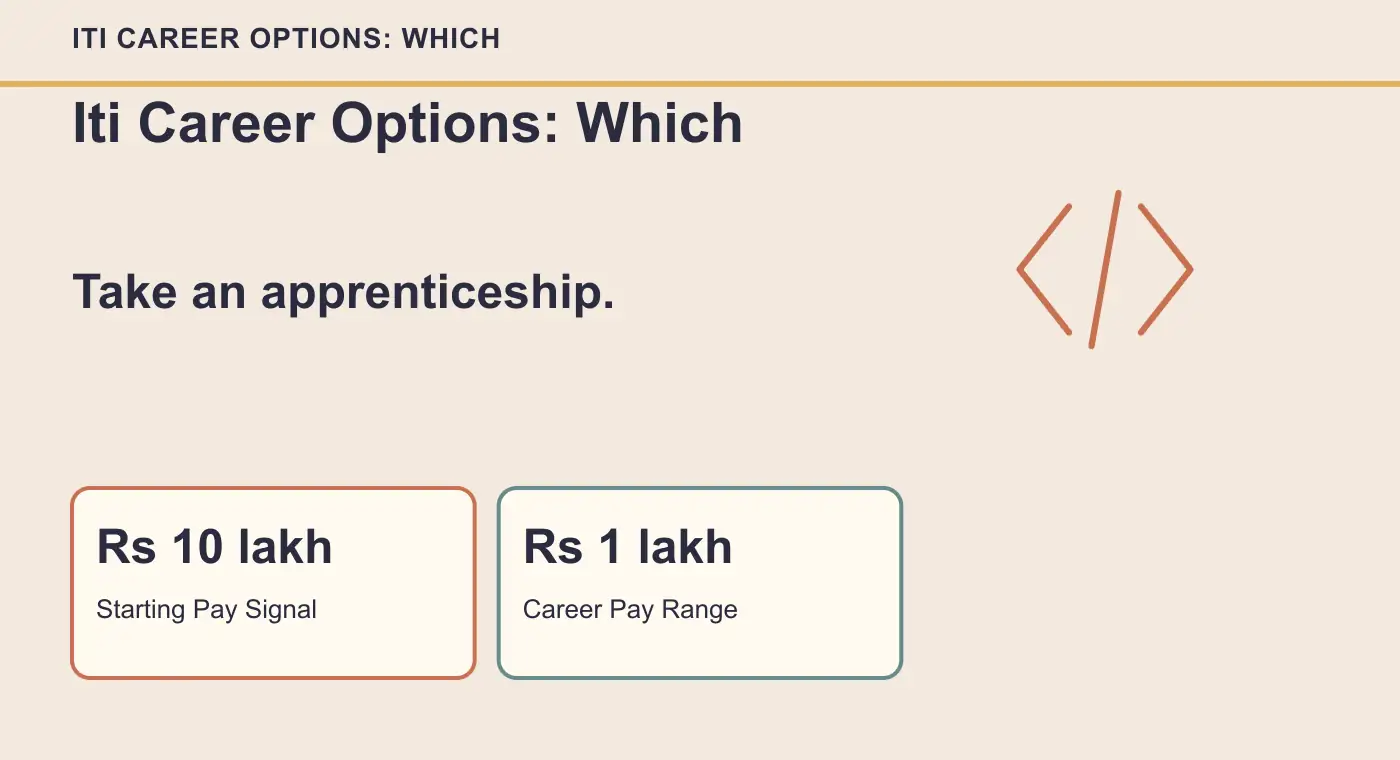 ITI CAREER OPTIONS: WHICH
Iti Career Options: Which
Take an apprenticeship.
Rs 10 lakh
Starting Pay Signal
Rs 1 lakh
Career Pay Range